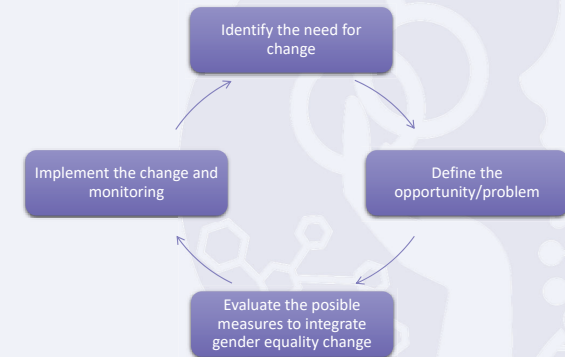 Identify the need for
change
Define the
opportunity/problem
Evaluate the posible
measures to integrate
gender equality change
Implement the change and
monitoring